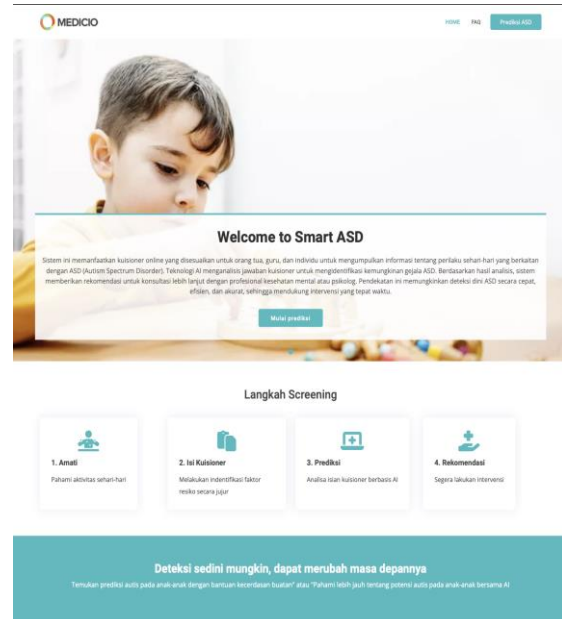 MEDICIO
HOME FAQ Prediksi ASD
Welcome to Smart ASD
Sistem ini memanfaatkan kuisioner online yang disesuaikan untuk orang tua, guru, dan individu untuk mengumpulkan informasi tentang perilaku sehari-hari yang berkaitan
dengan ASD (Autism Spectrum Disorder). Teknologi AI menganalisis jawaban kuisioner untuk mengidentifikasi kemungkinan gejala ASD. Berdasarkan hasil analisis, sistem
memberikan rekomendasi untuk konsultasi lebih lanjut dengan profesional kesehatan mental atau psikolog. Pendekatan ini memungkinkan deteksi dini ASD secara cepat,
efisien, dan akurat, sehingga mendukung intervensi yang tepat waktu.
Mulai prediksi
Langkah Screening
1. Amati
Pahami aktivitas sehari-hari
2. Isi Kuisioner
Melakukan indentifikasi faktor
resiko secara jujur
3. Prediksi
Analisa isian kuisioner berbasis AI
4. Rekomendasi
Segera lakukan intervensi
Deteksi sedini mungkin, dapat merubah masa depannya
Temukan prediksi autis pada anak-anak dengan bantuan kecerdasan buatan" atau "Pahami lebih jauh tentang potensi autis pada anak-anak bersama AI